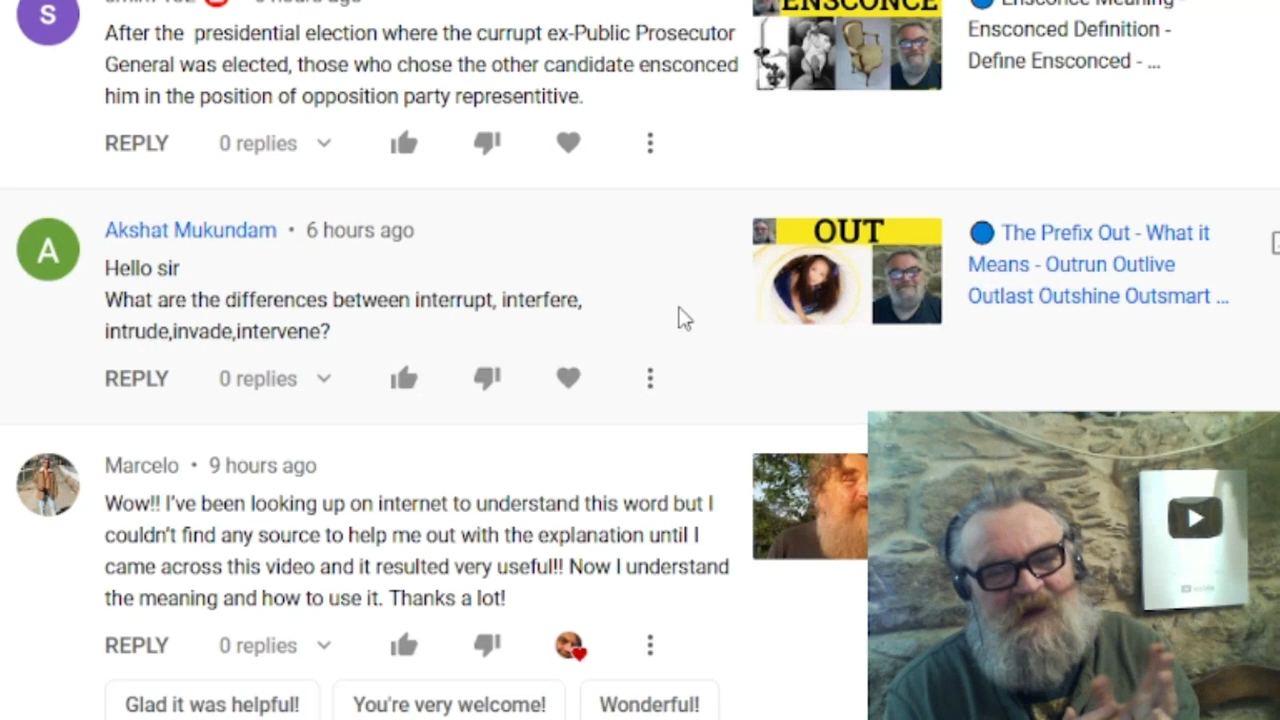 S
After the presidential election where the currupt ex-Public Prosecutor
General was elected, those who chose the other candidate ensconced
him in the position of opposition party representitive.
REPLY 0 replies
ENSCONCE
Ensconce Meaning -
Ensconced Definition -
Define Ensconced - ...
A
Akshat Mukundam • 6 hours ago
Hello sir
What are the differences between interrupt, interfere,
intrude,invade,intervene?
REPLY 0 replies
OUT
The Prefix Out - What it
Means - Outrun Outlive
Outlast Outshine Outsmart ...
Marcelo • 9 hours ago
Wow!! I've been looking up on internet to understand this word but I
couldn't find any source to help me out with the explanation until I
came across this video and it resulted very useful!! Now I understand
the meaning and how to use it. Thanks a lot!
REPLY 0 replies
Glad it was helpful!
You're very welcome!
Wonderful!